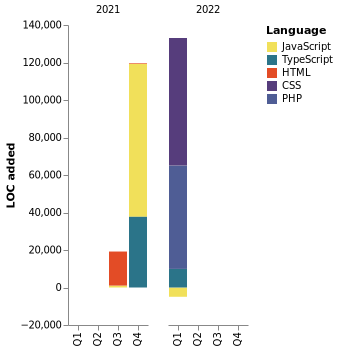 2021
2022
140,000
120,000
100,000
80,000
60,000
40,000
20,000
0
−20,000
LOC added
Q1
Q2
Q3
Q4
Q1
Q2
Q3
Q4
Language
JavaScript
TypeScript
HTML
CSS
PHP